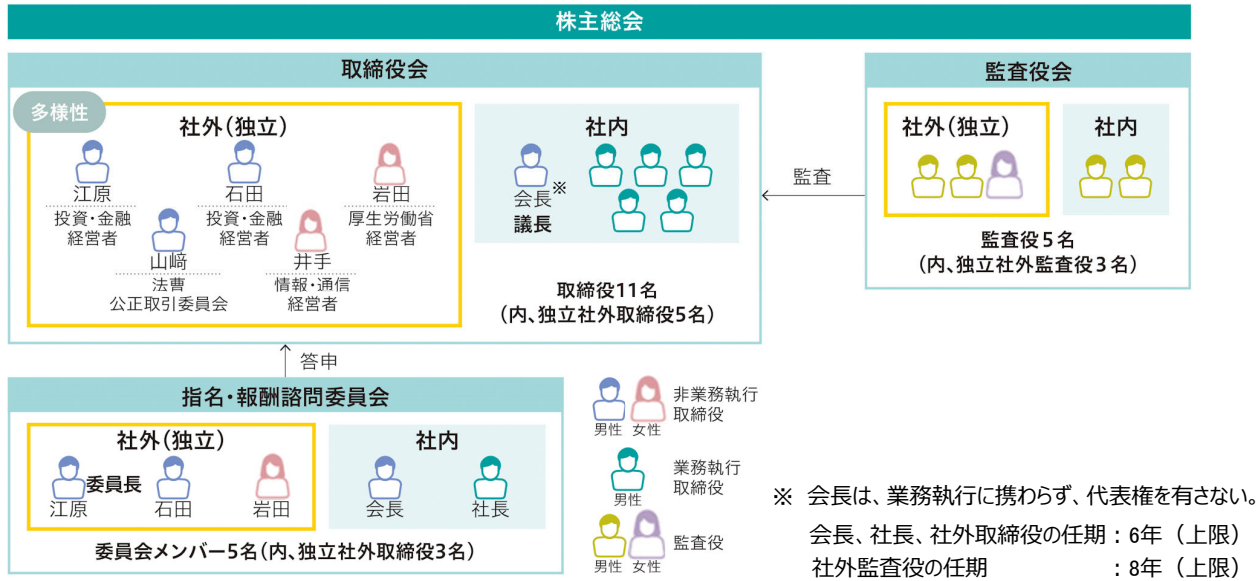 株主総会
取締役会
多様性
社外(独立)
江原
投資・金融
経営者
石田
投資・金融
経営者
岩田
厚生労働省
経営者
山﨑
法曹
公正取引委員会
井手
情報・通信
経営者
社内
会長※
議長
取締役11名
(内、独立社外取締役5名)
監査
監査役会
社外(独立)
社内
監査役5名
(内、独立社外監査役3名)
答申
指名・報酬諮問委員会
社外(独立)
委員長
江原
石田
岩田
社内
会長
社長
委員会メンバー5名(内、独立社外取締役3名)
非業務執行
取締役
男性 女性
業務執行
取締役
男性
監査役
男性 女性
※ 会長は、業務執行に携わらず、代表権を有さない。
会長、社長、社外取締役の任期:6年(上限)
社外監査役の任期 :8年(上限)